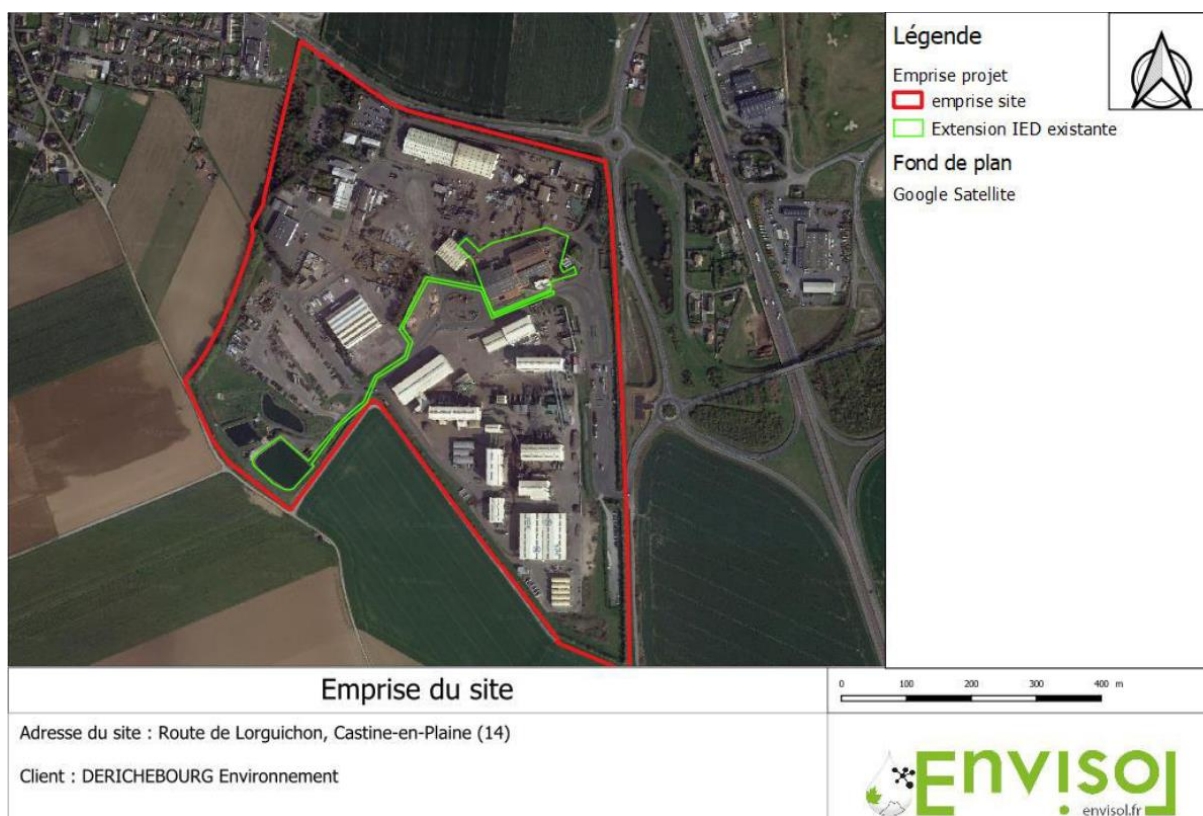 Légende
Emprise projet
emprise site
Extension IED existante
Fond de plan
Google Satellite
Emprise du site
0 100 200 300 400 m
Adresse du site : Route de Lorguichon, Castine-en-Plaine (14)
Client : DERICHEBOURG Environnement
Envisol
envisol.fr